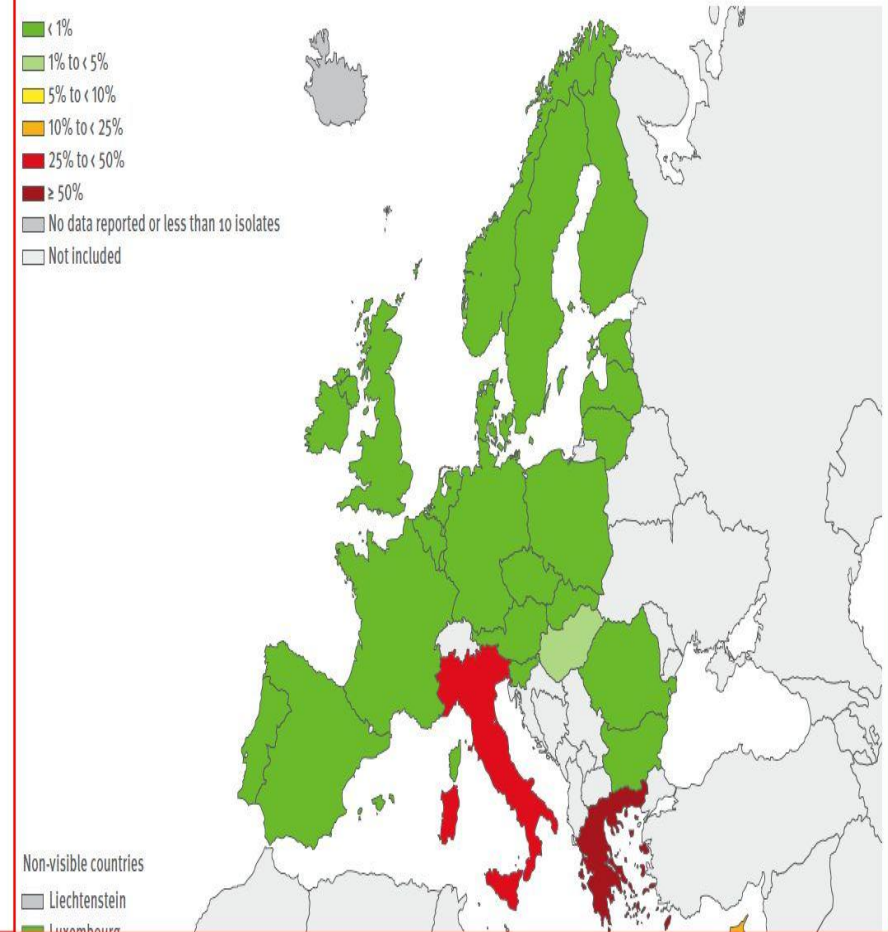 < 1%
1% to < 5%
5% to < 10%
10% to < 25%
25% to < 50%
≥ 50%
No data reported or less than 10 isolates
Not included
Non-visible countries
Liechtenstein
Luxembourg